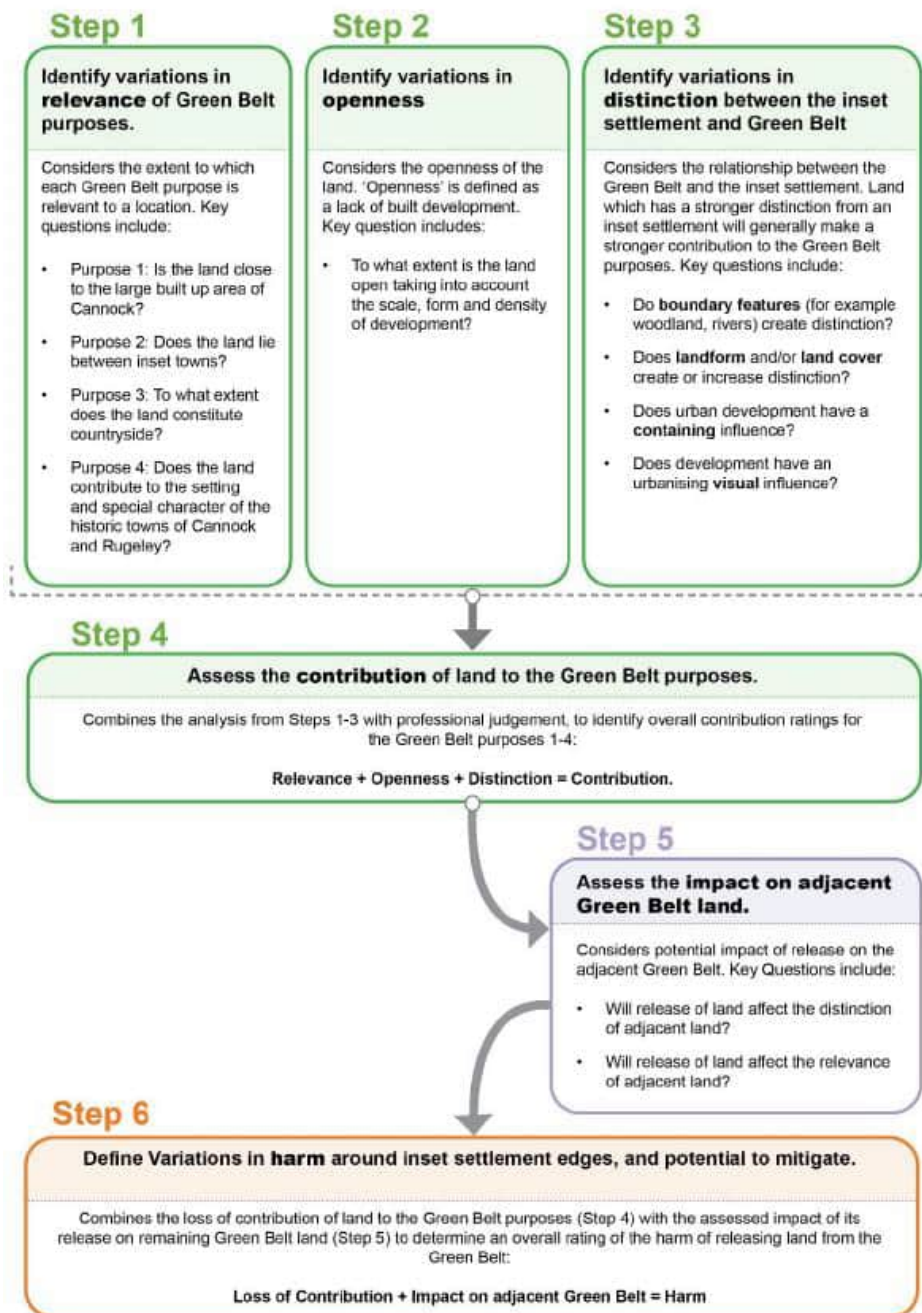 Step 1
Identify variations in
relevance of Green Belt
purposes.
Considers the extent to which
each Green Belt purpose is
relevant to a location. Key
questions include:
• Purpose 1: Is the land close
to the large built up area of
Cannock?
• Purpose 2: Does the land lie
between inset towns?
• Purpose 3: To what extent
does the land constitute
countryside?
• Purpose 4: Does the land
contribute to the setting
and special character of the
historic towns of Cannock
and Rugeley?
Step 2
Identify variations in
openness
Considers the openness of the
land. 'Openness' is defined as
a lack of built development.
Key question includes:
• To what extent is the land
open taking into account
the scale, form and density
of development?
Step 3
Identify variations in
distinction between the inset
settlement and Green Belt
Considers the relationship between the
Green Belt and the inset settlement. Land
which has a stronger distinction from an
inset settlement will generally make a
stronger contribution to the Green Belt
purposes. Key questions include:
• Do boundary features (for example
woodland, rivers) create distinction?
• Does landform and/or land cover
create or increase distinction?
• Does urban development have a
containing influence?
• Does development have an
urbanising visual influence?
Step 4
Assess the contribution of land to the Green Belt purposes.
Combines the analysis from Steps 1-3 with professional judgement, to identify overall contribution ratings for
the Green Belt purposes 1-4:
Relevance + Openness + Distinction = Contribution.
Step 5
Assess the impact on adjacent
Green Belt land.
Considers potential impact of release on the
adjacent Green Belt. Key Questions include:
• Will release of land affect the distinction
of adjacent land?
• Will release of land affect the relevance
of adjacent land?
Step 6
Define Variations in harm around inset settlement edges, and potential to mitigate.
Combines the loss of contribution of land to the Green Belt purposes (Step 4) with the assessed impact of its
release on remaining Green Belt land (Step 5) to determine an overall rating of the harm of releasing land from the
Green Belt:
Loss of Contribution + Impact on adjacent Green Belt = Harm